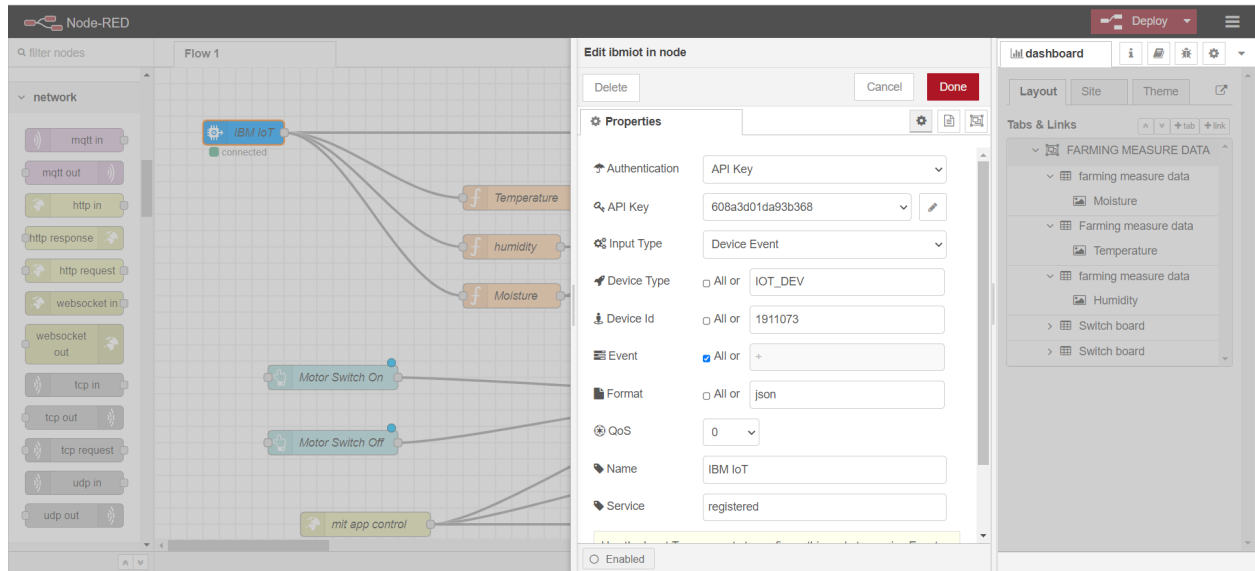 Node-RED
Deploy
filter nodes
Flow 1
Edit ibmiot in node
dashboard
i
Delete
Cancel
Done
Layout
Site
Theme
network
Properties
Tabs & Links
tab
link
IBM IoT
connected
FARMING MEASURE DATA
mqtt in
mqtt out
http in
http response
http request
websocket in
websocket
out
tcp in
tcp out
tcp request
udp in
udp out
Temperature
humidity
Moisture
Motor Switch On
Motor Switch Off
mit app control
Authentication
API Key
API Key
608a3d01da93b368
Input Type
Device Event
Device Type
All or
IOT_DEV
Device Id
All or
1911073
Event
All or
+
Format
All or
json
QoS
0
Name
IBM IoT
Service
registered
Enabled
farming measure data
Moisture
Farming measure data
Temperature
farming measure data
Humidity
Switch board
Switch board